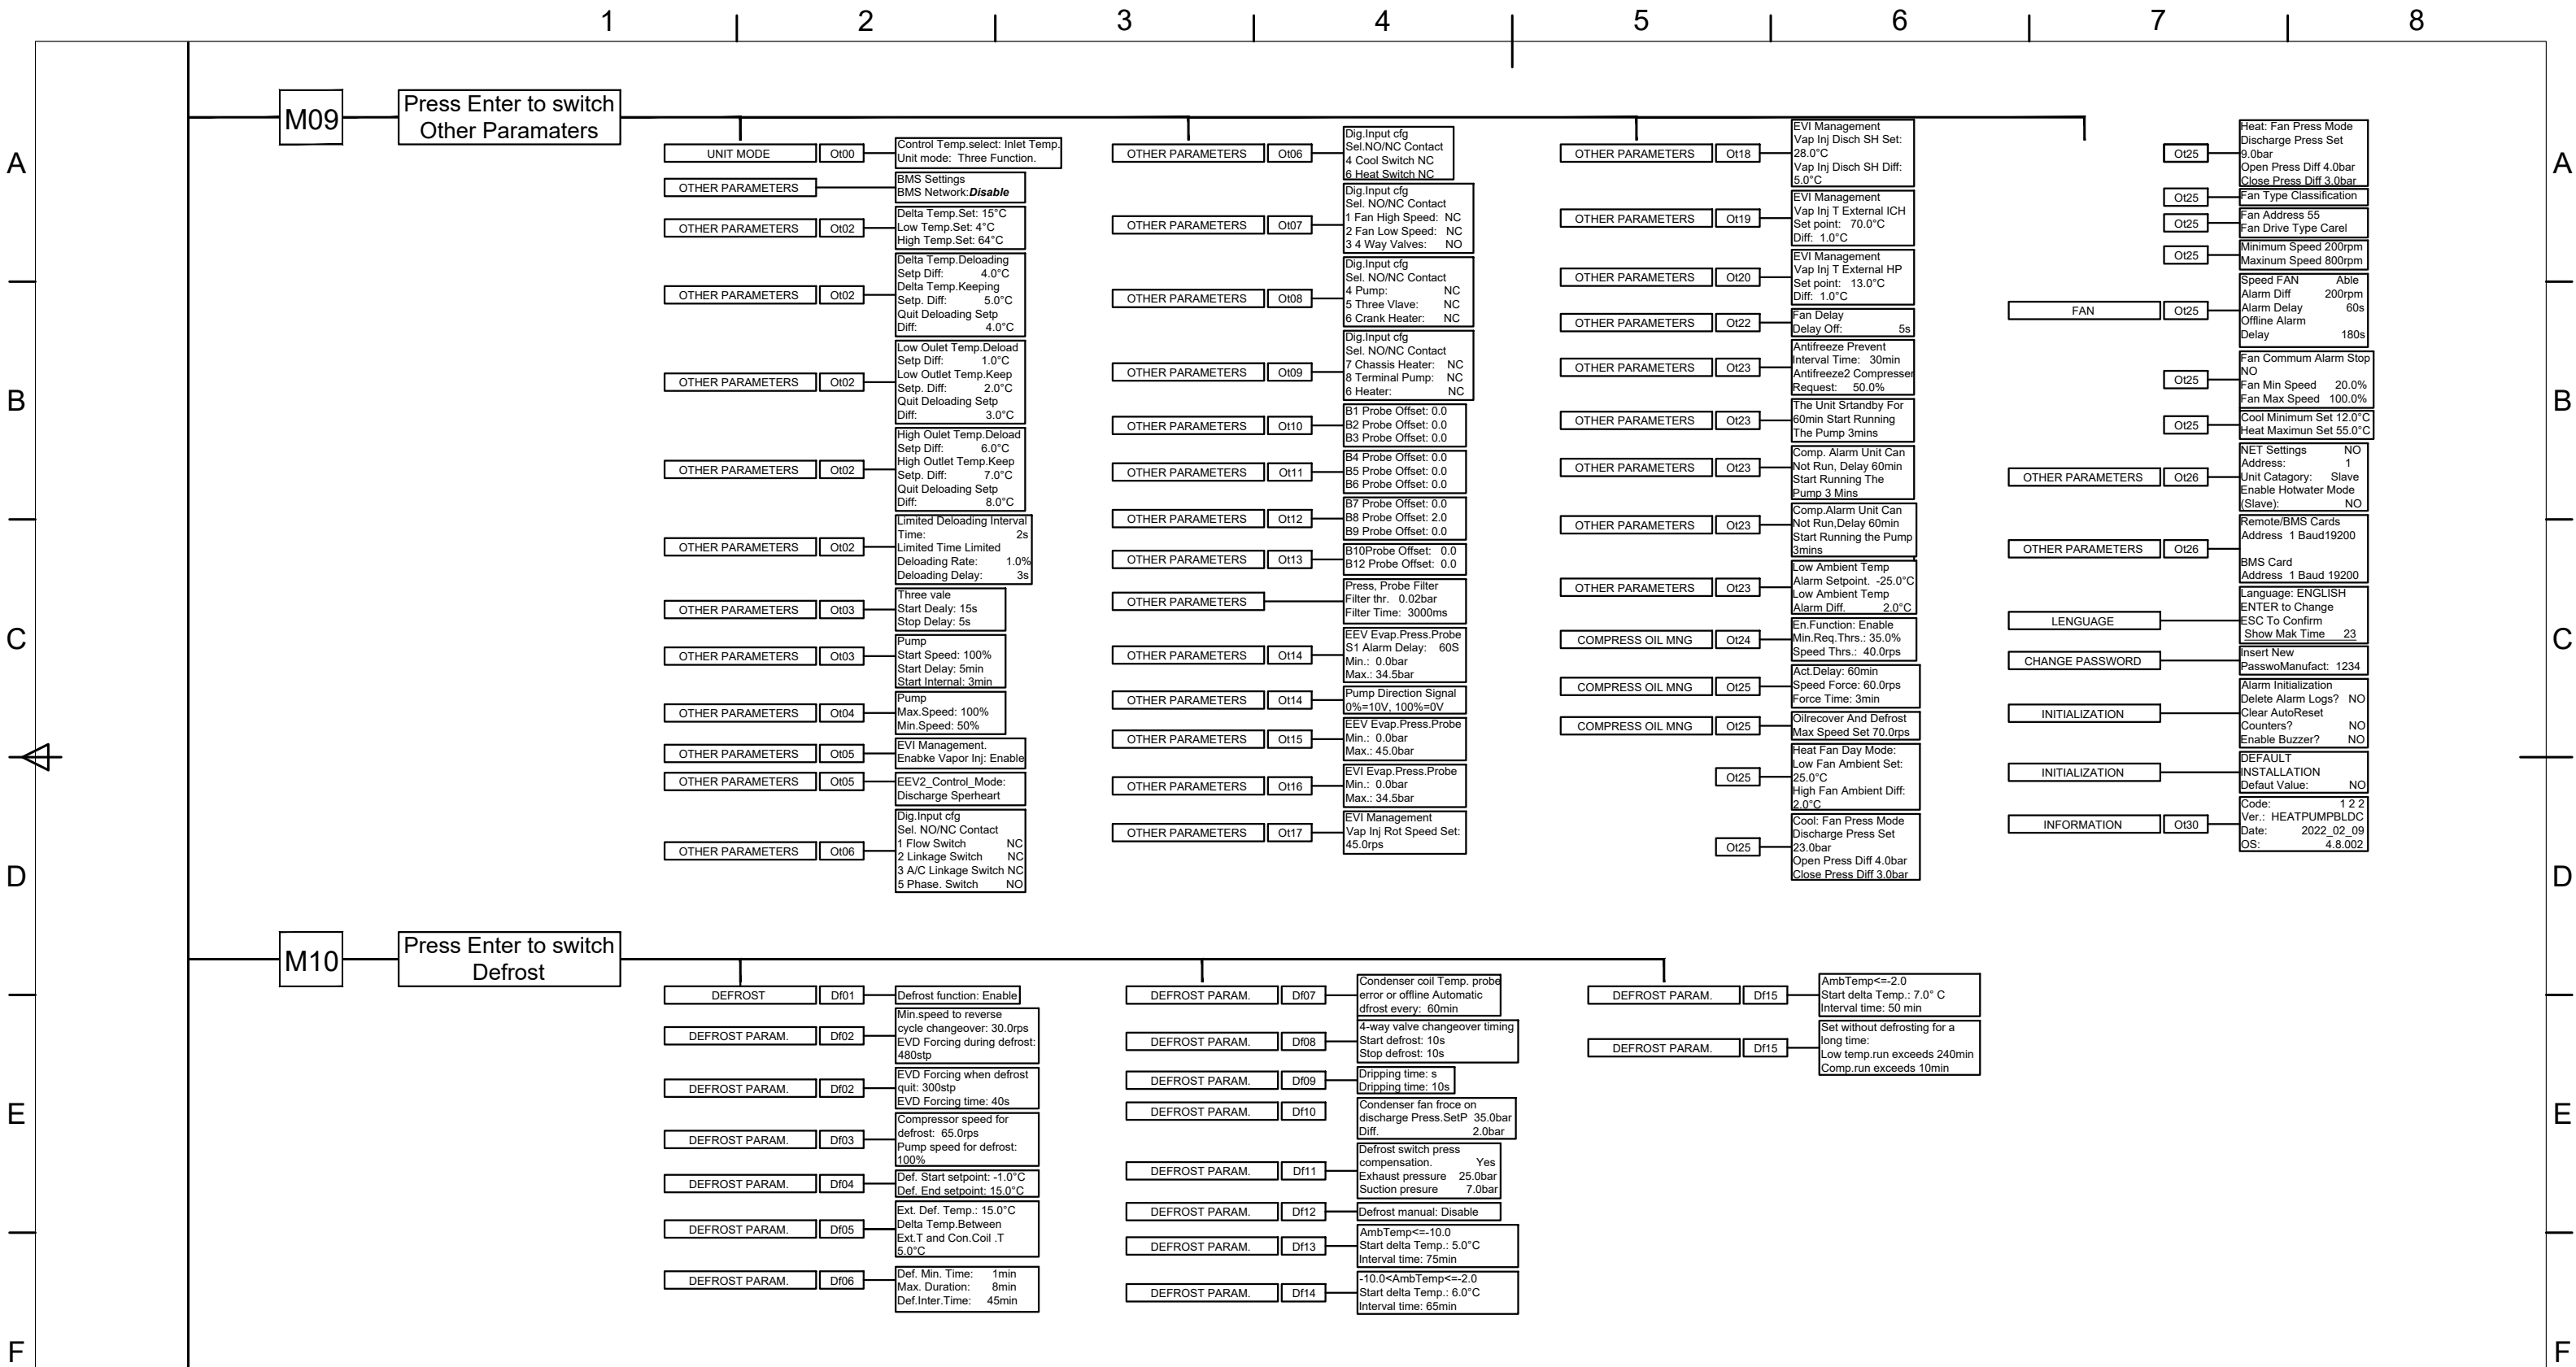 1 2 3 4 5 6 7 8
A
B
C
D
E
F
M09
Press Enter to switch
Other Paramaters
UNIT MODE Ot00
Control Temp.select: Inlet Temp.
Unit mode: Three Function.
OTHER PARAMETERS
BMS Settings
BMS Network:Disable
OTHER PARAMETERS Ot02
Delta Temp.Set: 15°C
Low Temp.Set: 4°C
High Temp.Set: 64°C
OTHER PARAMETERS Ot02
Delta Temp.Deloading
Setp Diff: 4.0°C
Delta Temp.Keeping
Setp. Diff: 5.0°C
Quit Deloading Setp
Diff: 4.0°C
OTHER PARAMETERS Ot02
Low Oulet Temp.Deload
Setp Diff: 1.0°C
Low Outlet Temp.Keep
Setp. Diff: 2.0°C
Quit Deloading Setp
Diff: 3.0°C
OTHER PARAMETERS Ot02
High Oulet Temp.Deload
Setp Diff: 6.0°C
High Outlet Temp.Keep
Setp. Diff: 7.0°C
Quit Deloading Setp
Diff: 8.0°C
OTHER PARAMETERS Ot02
Limited Deloading Interval
Time: 2s
Limited Time Limited
Deloading Rate: 1.0%
Deloading Delay: 3s
OTHER PARAMETERS Ot03
Three vale
Start Dealy: 15s
Stop Delay: 5s
OTHER PARAMETERS Ot03
Pump
Start Speed: 100%
Start Delay: 5min
Start Internal: 3min
OTHER PARAMETERS Ot04
Pump
Max.Speed: 100%
Min.Speed: 50%
OTHER PARAMETERS Ot05
EVI Management.
Enabke Vapor Inj: Enable
OTHER PARAMETERS Ot05
EEV2_Control_Mode:
Discharge Sperheart
OTHER PARAMETERS Ot06
Dig.Input cfg
Sel. NO/NC Contact
1 Flow Switch NC
2 Linkage Switch NC
3 A/C Linkage Switch NC
5 Phase. Switch NO
OTHER PARAMETERS Ot06
Dig.Input cfg
Sel.NO/NC Contact
4 Cool Switch NC
6 Heat Switch NC
OTHER PARAMETERS Ot07
Dig.Input cfg
Sel. NO/NC Contact
1 Fan High Speed: NC
2 Fan Low Speed: NC
3 4 Way Valves: NO
OTHER PARAMETERS Ot08
Dig.Input cfg
Sel. NO/NC Contact
4 Pump: NC
5 Three Vlave: NC
6 Crank Heater: NC
OTHER PARAMETERS Ot09
Dig.Input cfg
Sel. NO/NC Contact
7 Chassis Heater: NC
8 Terminal Pump: NC
6 Heater: NC
OTHER PARAMETERS Ot10
B1 Probe Offset: 0.0
B2 Probe Offset: 0.0
B3 Probe Offset: 0.0
OTHER PARAMETERS Ot11
B4 Probe Offset: 0.0
B5 Probe Offset: 0.0
B6 Probe Offset: 0.0
OTHER PARAMETERS Ot12
B7 Probe Offset: 0.0
B8 Probe Offset: 2.0
B9 Probe Offset: 0.0
OTHER PARAMETERS Ot13
B10Probe Offset: 0.0
B12 Probe Offset: 0.0
OTHER PARAMETERS
Press, Probe Filter
Filter thr. 0.02bar
Filter Time: 3000ms
OTHER PARAMETERS Ot14
EEV Evap.Press.Probe
S1 Alarm Delay: 60S
Min.: 0.0bar
Max.: 34.5bar
OTHER PARAMETERS Ot14
Pump Direction Signal
0%=10V, 100%=0V
OTHER PARAMETERS Ot15
EEV Evap.Press.Probe
Min.: 0.0bar
Max.: 45.0bar
OTHER PARAMETERS Ot16
EVI Evap.Press.Probe
Min.: 0.0bar
Max.: 34.5bar
OTHER PARAMETERS Ot17
EVI Management
Vap Inj Rot Speed Set:
45.0rps
OTHER PARAMETERS Ot18
EVI Management
Vap Inj Disch SH Set:
28.0°C
Vap Inj Disch SH Diff:
5.0°C
OTHER PARAMETERS Ot19
EVI Management
Vap Inj T External ICH
Set point: 70.0°C
Diff: 1.0°C
OTHER PARAMETERS Ot20
EVI Management
Vap Inj T External HP
Set point: 13.0°C
Diff: 1.0°C
OTHER PARAMETERS Ot22
Fan Delay
Delay Off: 5s
OTHER PARAMETERS Ot23
Antifreeze Prevent
Interval Time: 30min
Antifreeze2 Compresser
Request: 50.0%
OTHER PARAMETERS Ot23
The Unit Srtandby For
60min Start Running
The Pump 3mins
OTHER PARAMETERS Ot23
Comp. Alarm Unit Can
Not Run, Delay 60min
Start Running The
Pump 3 Mins
OTHER PARAMETERS Ot23
Comp.Alarm Unit Can
Not Run,Delay 60min
Start Running the Pump
3mins
OTHER PARAMETERS Ot23
Low Ambient Temp
Alarm Setpoint. -25.0°C
Low Ambient Temp
Alarm Diff. 2.0°C
COMPRESS OIL MNG Ot24
En.Function: Enable
Min.Req.Thrs.: 35.0%
Speed Thrs.: 40.0rps
COMPRESS OIL MNG Ot25
Act.Delay: 60min
Speed Force: 60.0rps
Force Time: 3min
COMPRESS OIL MNG Ot25
Oilrecover And Defrost
Max Speed Set 70.0rps
Ot25
Heat Fan Day Mode:
Low Fan Ambient Set:
25.0°C
High Fan Ambient Diff:
2.0°C
Ot25
Cool: Fan Press Mode
Discharge Press Set
23.0bar
Open Press Diff 4.0bar
Close Press Diff 3.0bar
Ot25
Heat: Fan Press Mode
Discharge Press Set
9.0bar
Open Press Diff 4.0bar
Close Press Diff 3.0bar
Ot25
Fan Type Classification
Ot25
Fan Address 55
Fan Drive Type Carel
Ot25
Minimum Speed 200rpm
Maxinum Speed 800rpm
FAN Ot25
Speed FAN Able
Alarm Diff 200rpm
Alarm Delay 60s
Offline Alarm
Delay 180s
Ot25
Fan Commum Alarm Stop
NO
Fan Min Speed 20.0%
Fan Max Speed 100.0%
Ot25
Cool Minimum Set 12.0°C
Heat Maximun Set 55.0°C
OTHER PARAMETERS Ot26
NET Settings NO
Address: 1
Unit Catagory: Slave
Enable Hotwater Mode
(Slave): NO
OTHER PARAMETERS Ot26
Remote/BMS Cards
Address 1 Baud19200
BMS Card
Address 1 Baud 19200
LENGUAGE
Language: ENGLISH
ENTER to Change
ESC To Confirm
Show Mak Time 23
CHANGE PASSWORD
Insert New
PasswoManufact: 1234
INITIALIZATION
Alarm Initialization
Delete Alarm Logs? NO
Clear AutoReset
Counters? NO
Enable Buzzer? NO
INITIALIZATION
DEFAULT
INSTALLATION
Defaut Value: NO
INFORMATION Ot30
Code: 1 2 2
Ver.: HEATPUMPBLDC
Date: 2022_02_09
OS: 4.8.002
M10
Press Enter to switch
Defrost
DEFROST Df01
Defrost function: Enable
DEFROST PARAM. Df02
Min.speed to reverse
cycle changeover: 30.0rps
EVD Forcing during defrost:
480stp
DEFROST PARAM. Df02
EVD Forcing when defrost
quit: 300stp
EVD Forcing time: 40s
DEFROST PARAM. Df03
Compressor speed for
defrost: 65.0rps
Pump speed for defrost:
100%
DEFROST PARAM. Df04
Def. Start setpoint: -1.0°C
Def. End setpoint: 15.0°C
DEFROST PARAM. Df05
Ext. Def. Temp.: 15.0°C
Delta Temp.Between
Ext.T and Con.Coil .T
5.0°C
DEFROST PARAM. Df06
Def. Min. Time: 1min
Max. Duration: 8min
Def.Inter.Time: 45min
DEFROST PARAM. Df07
Condenser coil Temp. probe
error or offline Automatic
dfrost every: 60min
DEFROST PARAM. Df08
4-way valve changeover timing
Start defrost: 10s
Stop defrost: 10s
DEFROST PARAM. Df09
Dripping time: s
Dripping time: 10s
DEFROST PARAM. Df10
Condenser fan froce on
discharge Press.SetP 35.0bar
Diff. 2.0bar
DEFROST PARAM. Df11
Defrost switch press
compensation. Yes
Exhaust pressure 25.0bar
Suction presure 7.0bar
DEFROST PARAM. Df12
Defrost manual: Disable
DEFROST PARAM. Df13
AmbTemp<=-10.0
Start delta Temp.: 5.0°C
Interval time: 75min
DEFROST PARAM. Df14
-10.0<AmbTemp<=-2.0
Start delta Temp.: 6.0°C
Interval time: 65min
DEFROST PARAM. Df15
AmbTemp<=-2.0
Start delta Temp.: 7.0° C
Interval time: 50 min
DEFROST PARAM. Df15
Set without defrosting for a
long time:
Low temp.run exceeds 240min
Comp.run exceeds 10min
A
B
C
D
E
F